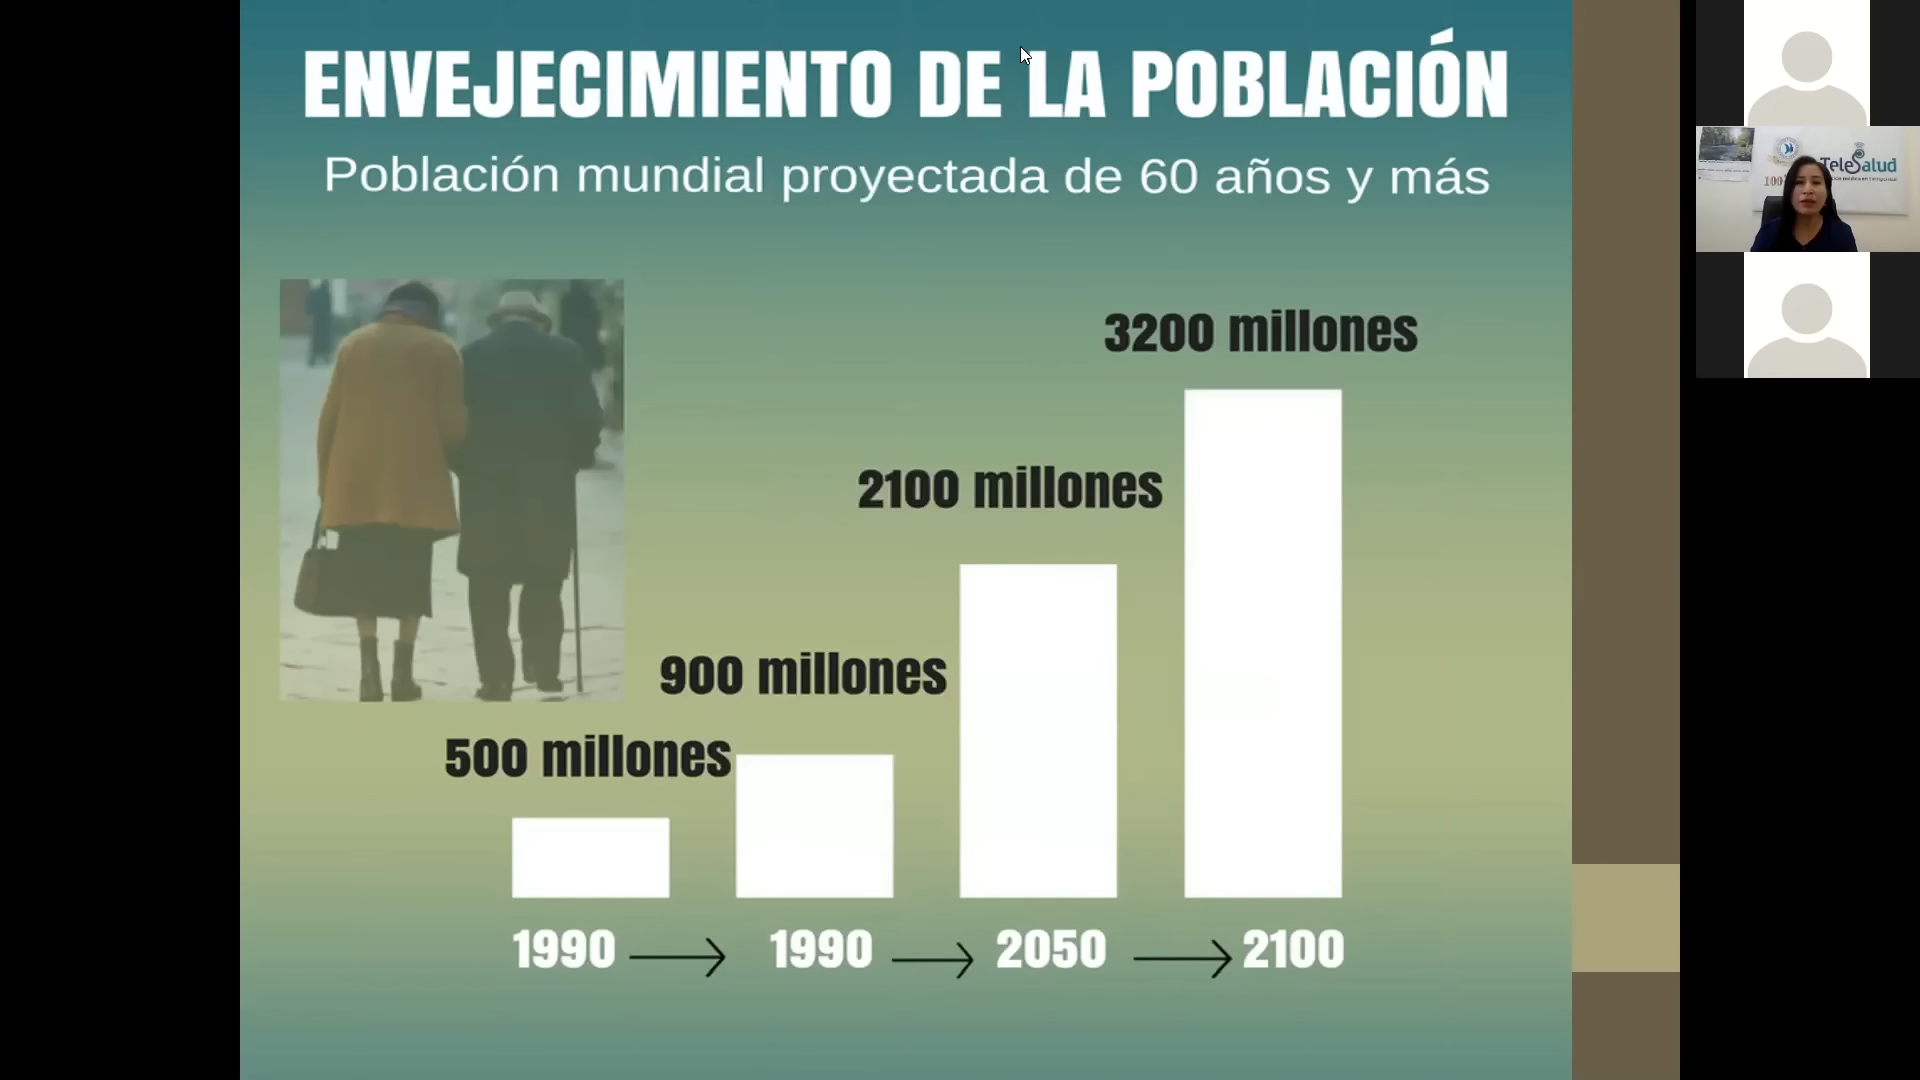 ENVEJECIMIENTO DE LA POBLACIÓN
Población mundial proyectada de 60 años y más
3200 millones
2100 millones
900 millones
500 millones
1990 1990 2050 2100
TeleSalud
100